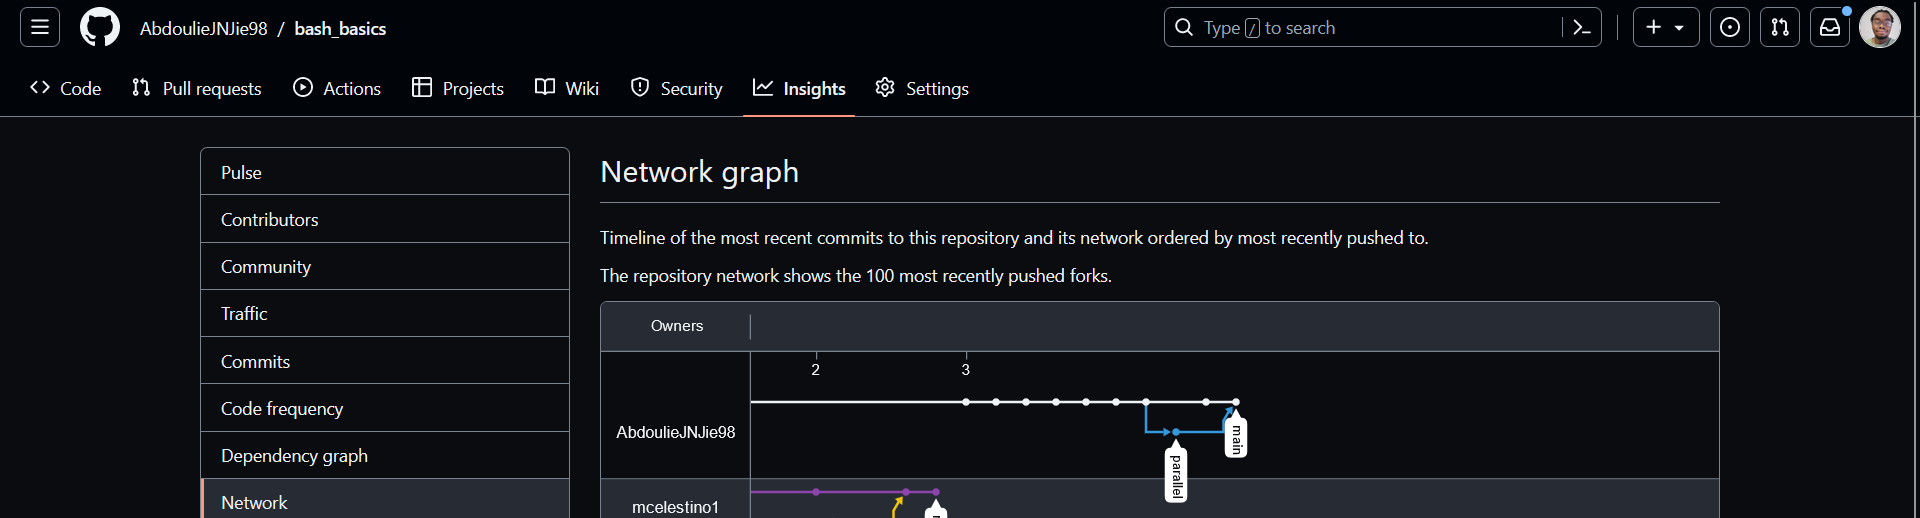 AbdoulieJNJie98 / bash_basics
Type / to search
Code Pull requests Actions Projects Wiki Security Insights Settings
Pulse
Contributors
Community
Traffic
Commits
Code frequency
Dependency graph
Network
Network graph
Timeline of the most recent commits to this repository and its network ordered by most recently pushed to.
The repository network shows the 100 most recently pushed forks.
Owners
2 3
AbdoulieJNJie98
main
parallel
mcelestino1